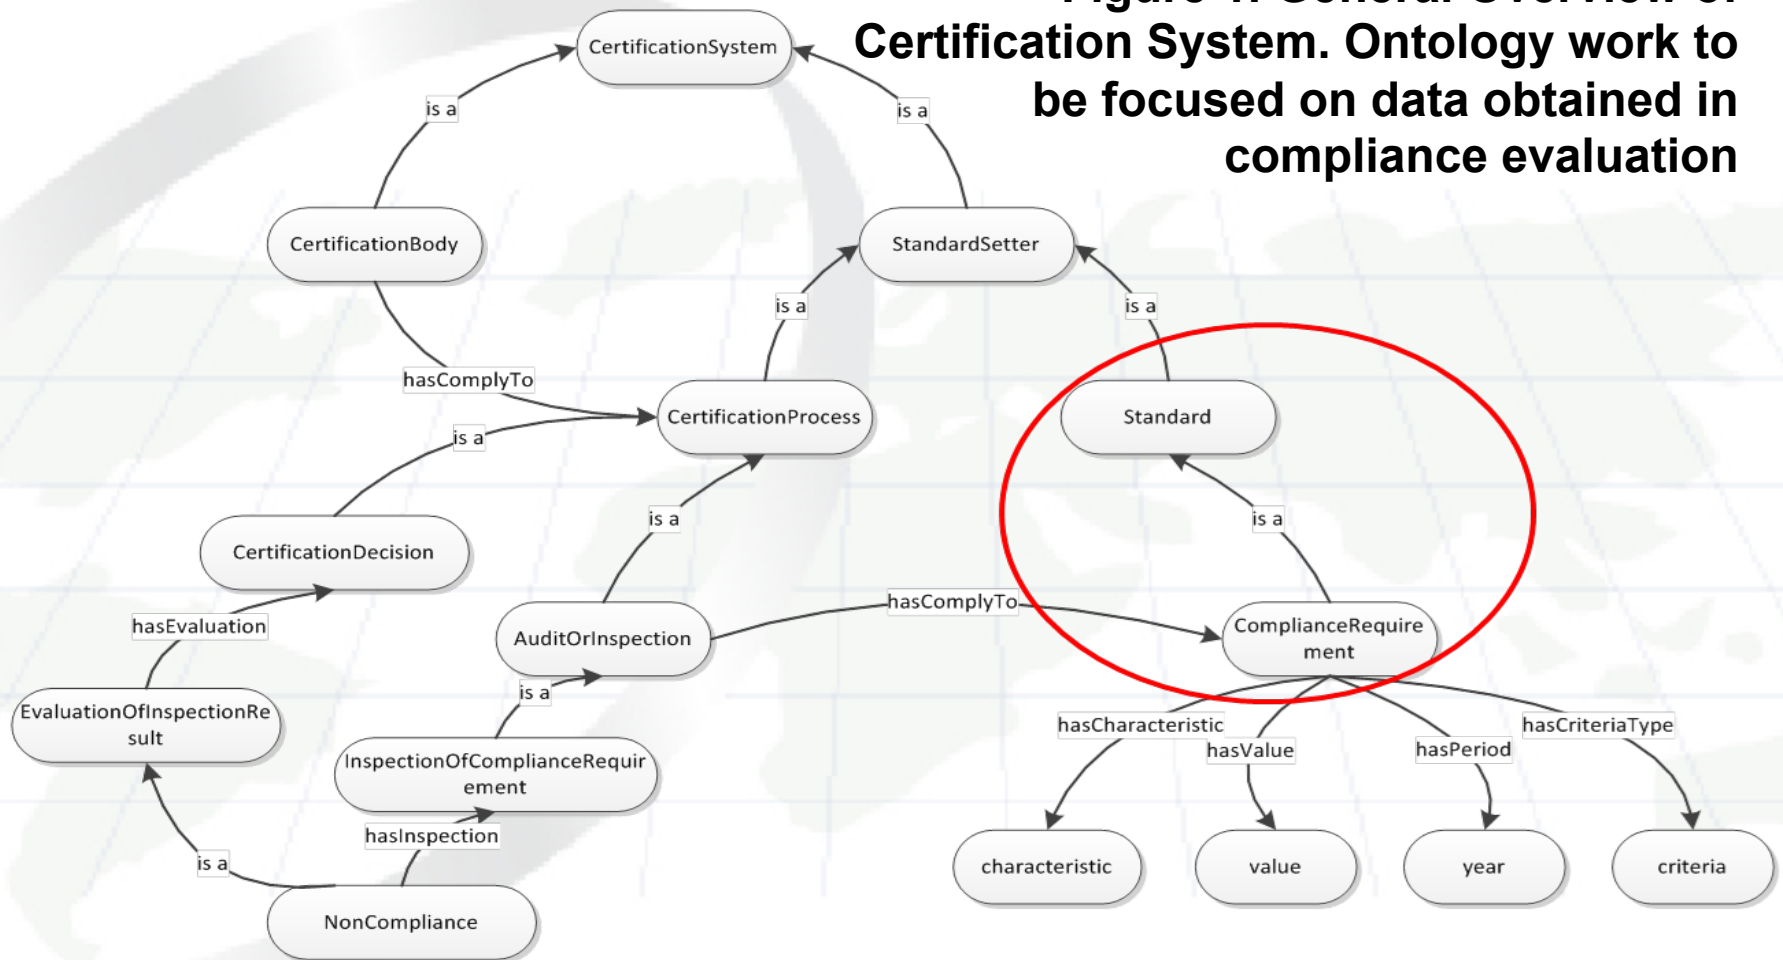 Certification System. Ontology work to
be focused on data obtained in
compliance evaluation
CertificationSystem
is a
is a
CertificationBody
StandardSetter
is a
is a
hasComplyTo
CertificationProcess
Standard
is a
is a
is a
CertificationDecision
hasComplyTo
hasEvaluation
AuditOrInspection
ComplianceRequire
ment
is a
EvaluationOfInspectionRe
sult
hasCharacteristic
hasValue
hasPeriod
hasCriteriaType
InspectionOfComplianceRequir
ement
hasInspection
is a
characteristic
value
year
criteria
NonCompliance